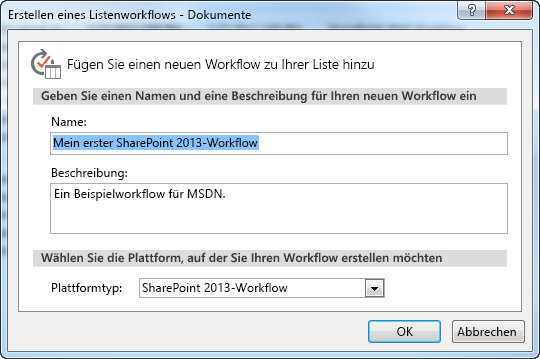 Erstellen eines Listenworkflows - Dokumente
Fügen Sie einen neuen Workflow zu Ihrer Liste hinzu
Geben Sie einen Namen und eine Beschreibung für Ihren neuen Workflow ein
Name:
Mein erster SharePoint 2013-Workflow
Beschreibung:
Ein Beispielworkflow für MSDN.
Wählen Sie die Plattform, auf der Sie Ihren Workflow erstellen möchten
Plattformtyp: SharePoint 2013-Workflow
OK Abbrechen